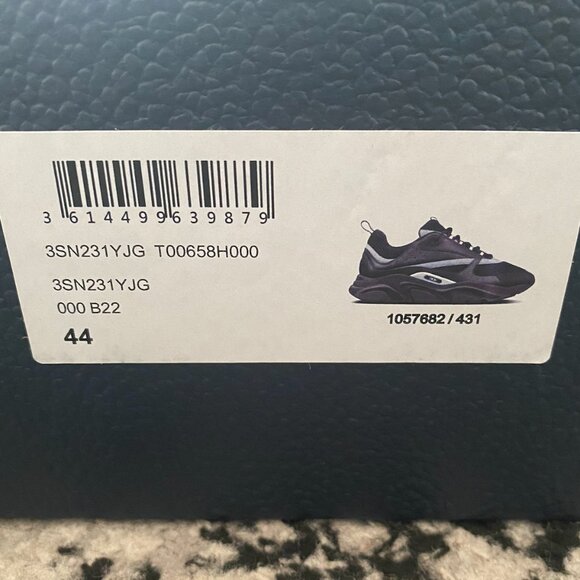 3 614499 639879
3SN231YJG T00658H000
3SN231YJG
000 B22
44
1057682 / 431